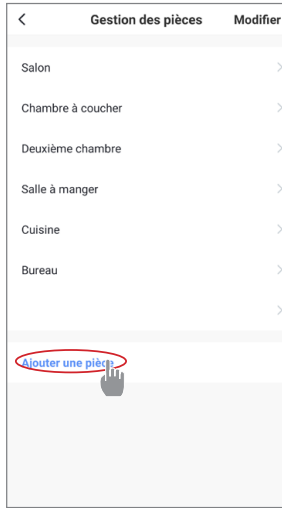 Gestion des pièces Modifier
Salon
Chambre à coucher
Deuxième chambre
Salle à manger
Cuisine
Bureau
Ajouter une pièce